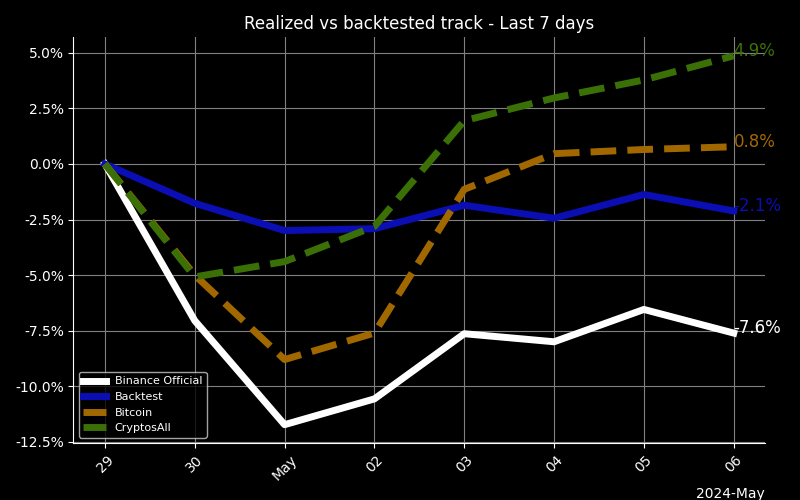 Realized vs backtested track - Last 7 days
5.0%
2.5%
0.0%
-2.5%
-5.0%
-7.5%
-10.0%
-12.5%
4.9%
0.8%
-2.1%
-7.6%
Binance Official
Backtest
Bitcoin
CryptosAll
29
30
May
02
03
04
05
06
2024-May